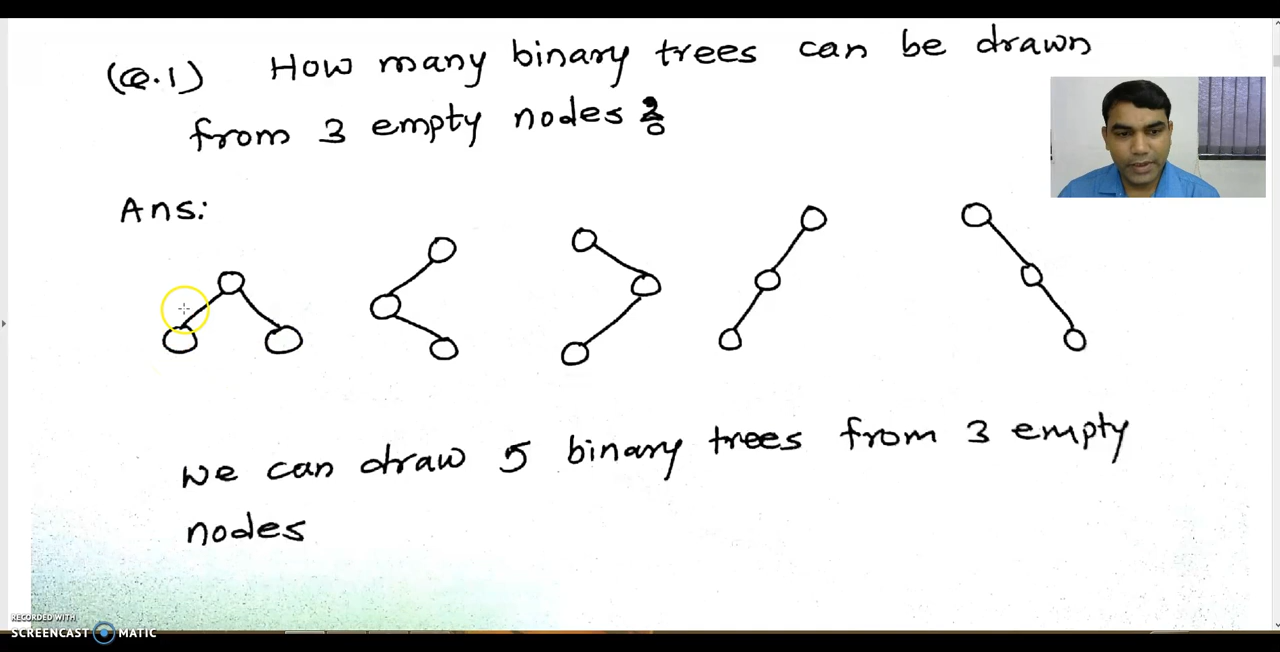 (Q.1) How many binary trees can be drawn
from 3 empty nodes ?
Ans:
We can draw 5 binary trees from 3 empty
nodes
RECORDED WITH
SCREENCAST MATIC